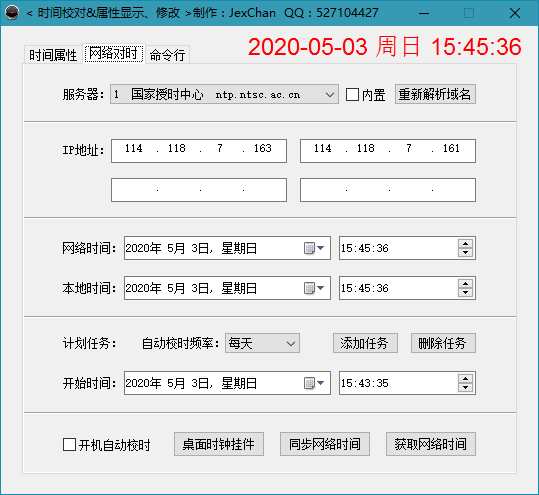 < 时间校对&属性显示、修改 >制作：JexChan QQ：527104427
2020-05-03 周日 15:45:36
时间属性 网络对时 命令行
服务器： 1 国家授时中心 ntp.ntsc.ac.cn 内置 重新解析域名
IP地址： 114 . 118 . 7 . 163 114 . 118 . 7 . 161
. . . . . .
网络时间： 2020年 5月 3日, 星期日 15:45:36
本地时间： 2020年 5月 3日, 星期日 15:45:36
计划任务： 自动校时频率： 每天 添加任务 删除任务
开始时间： 2020年 5月 3日, 星期日 15:43:35
开机自动校时 桌面时钟挂件 同步网络时间 获取网络时间